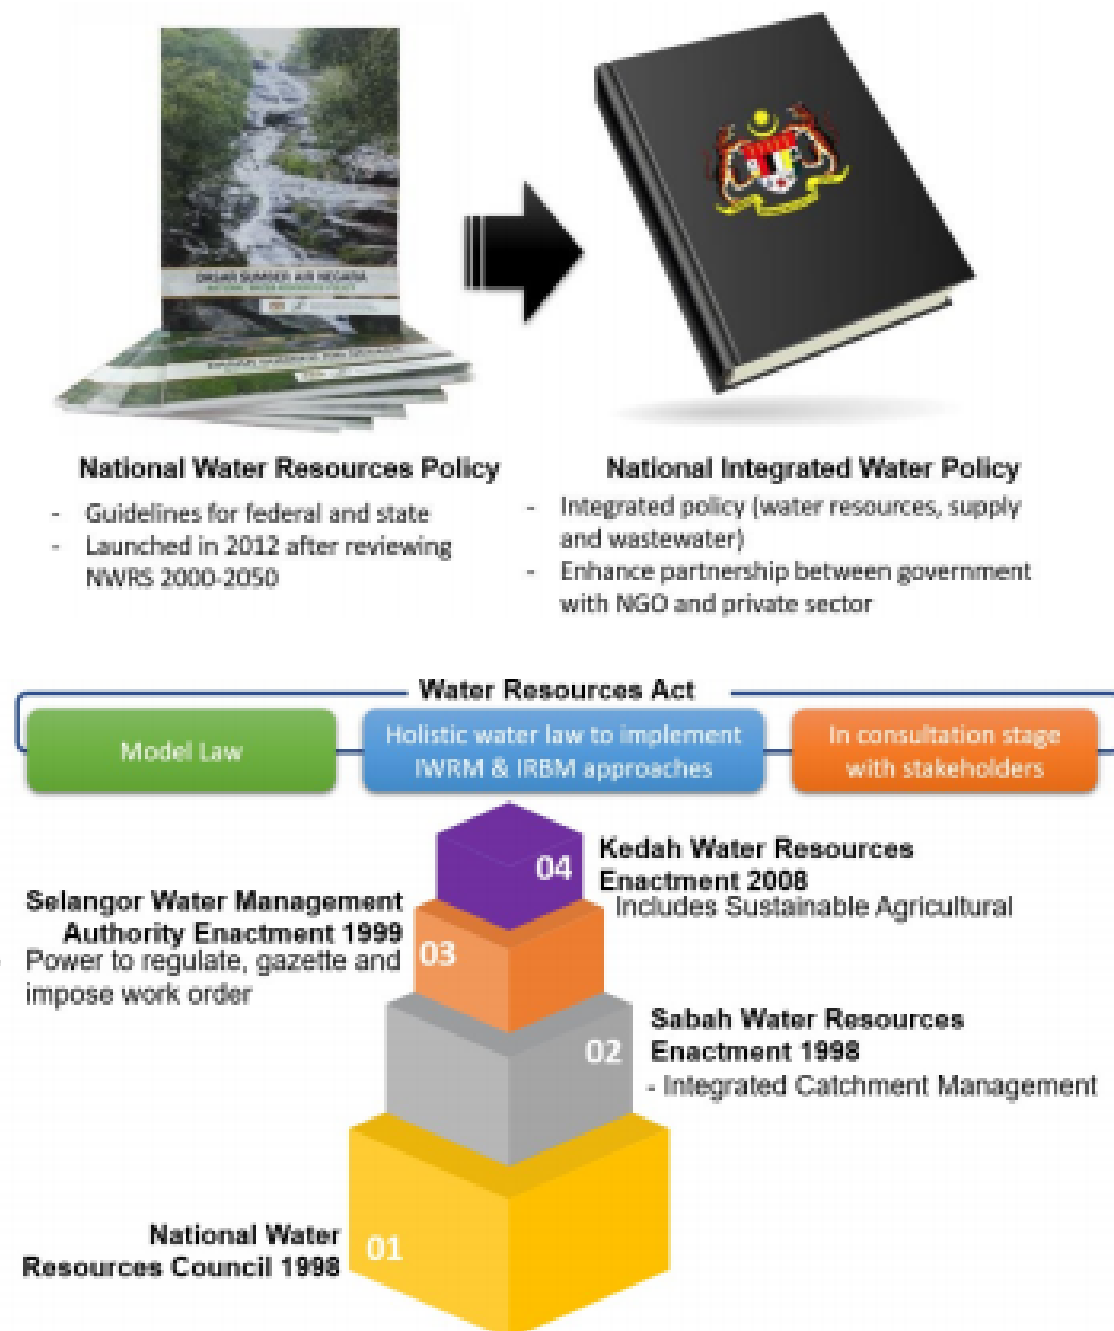 DASAR SUMBER AIR NEGARA
National Water Resources Policy
- Guidelines for federal and state
- Launched in 2012 after reviewing
NWRS 2000-2050
National Integrated Water Policy
- Integrated policy (water resources, supply
and wastewater)
- Enhance partnership between government
with NGO and private sector
Water Resources Act
Model Law
Holistic water law to implement
IWRM & IRBM approaches
In consultation stage
with stakeholders
04
Kedah Water Resources
Enactment 2008
Includes Sustainable Agricultural
Selangor Water Management
Authority Enactment 1999
Power to regulate, gazette and
impose work order
03
02
Sabah Water Resources
Enactment 1998
- Integrated Catchment Management
National Water
Resources Council 1998
01